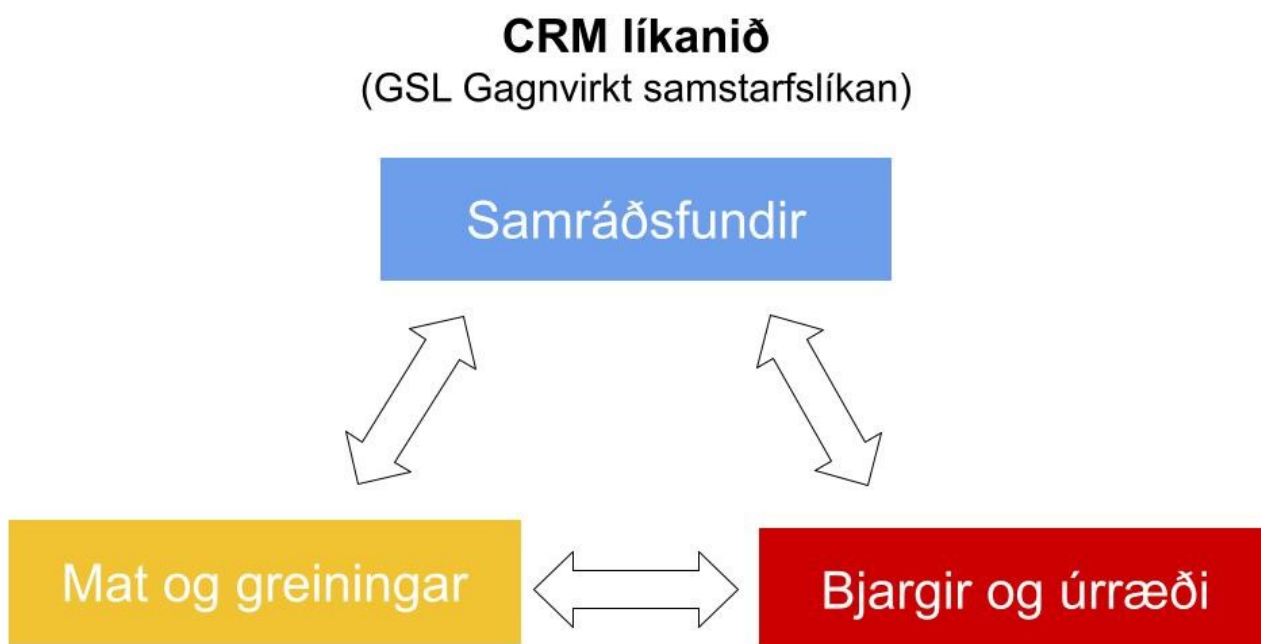 CRM líkanið
(GSL Gagnvirkt samstarfslíkan)
Samráðsfundir
Mat og greiningar
Bjargir og úrræði